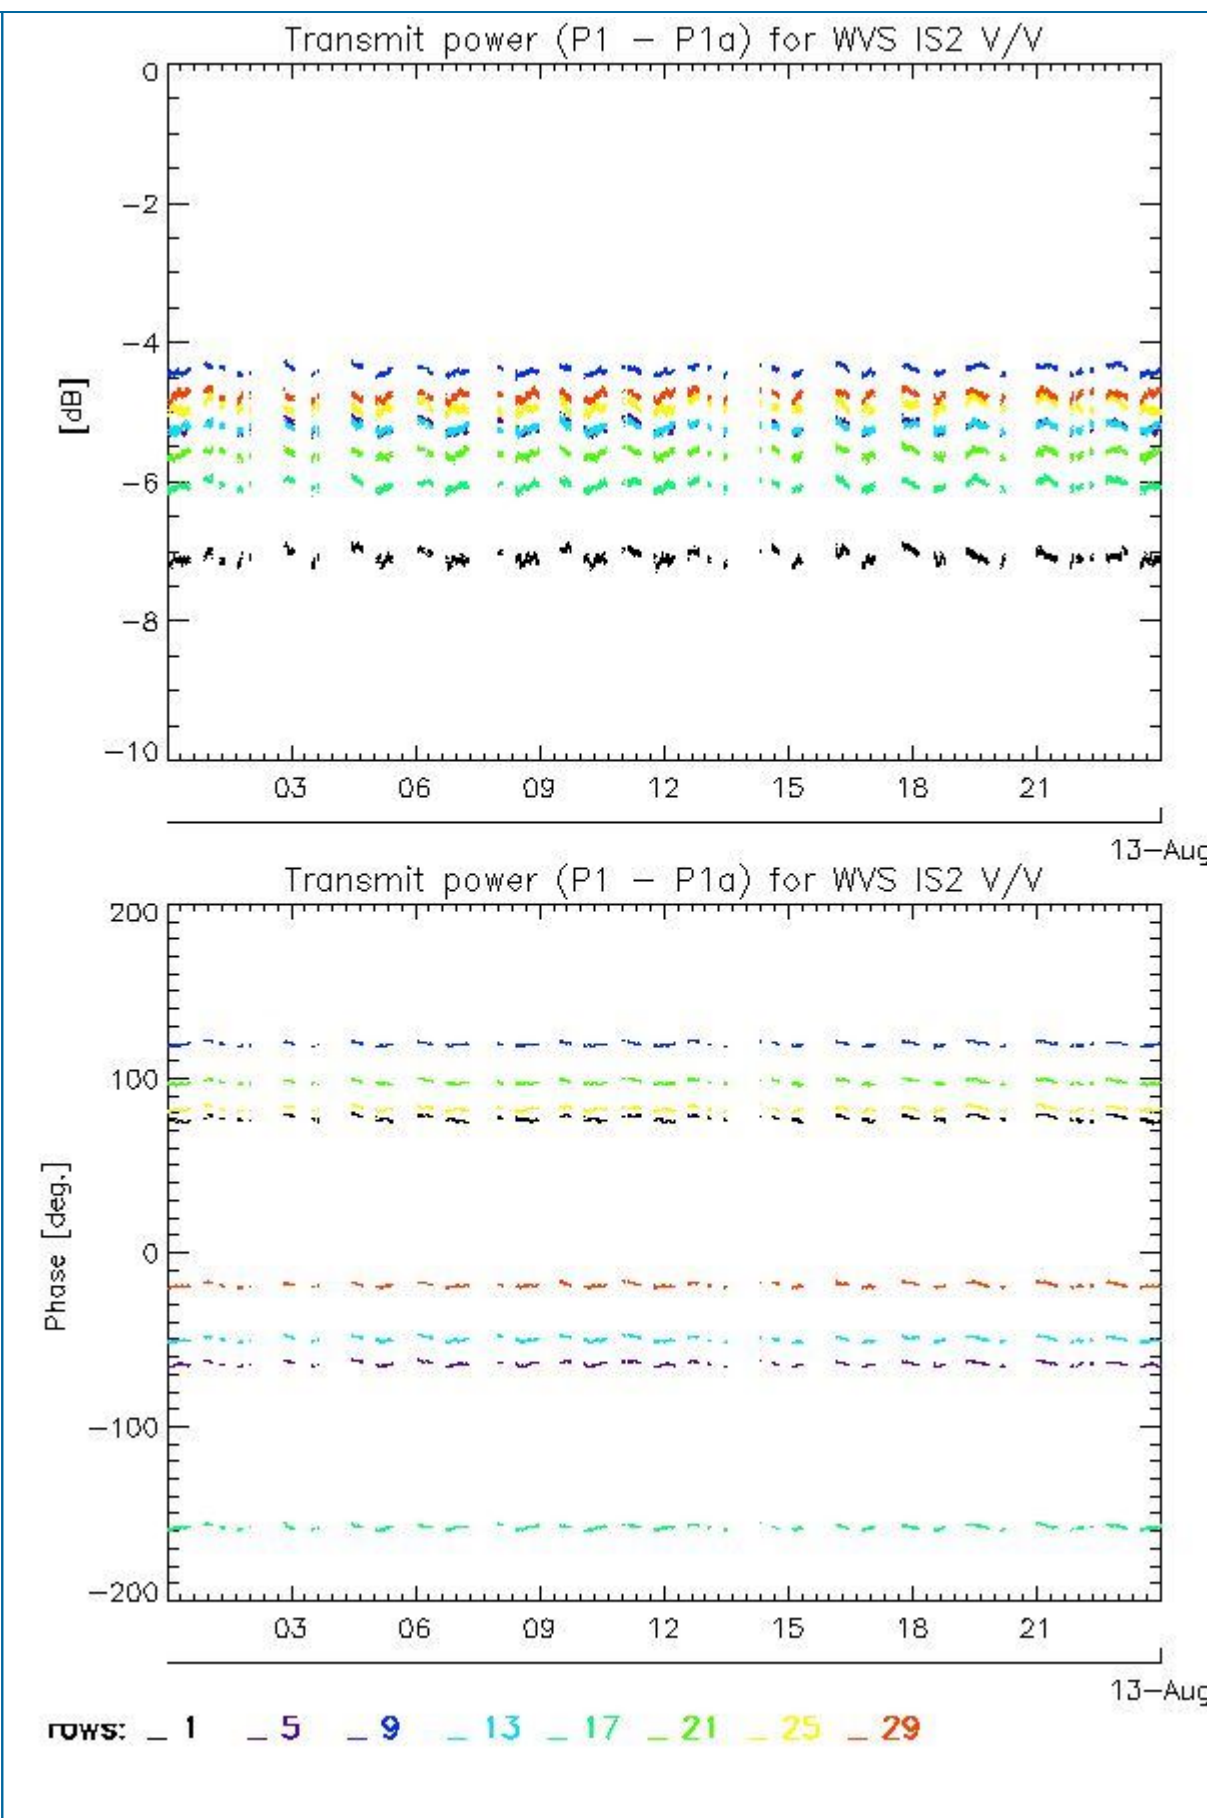 Transmit power (P1 − P1a) for WVS IS2 V/V
0
−2
−4
[dB]
−6
−8
−10
03 06 09 12 15 18 21
13−Aug
Transmit power (P1 − P1a) for WVS IS2 V/V
200
100
Phase [deg.]
0
−100
−200
03 06 09 12 15 18 21
13−Aug
rows: _ 1 _ 5 _ 9 _ 13 _ 17 _ 21 _ 25 _ 29